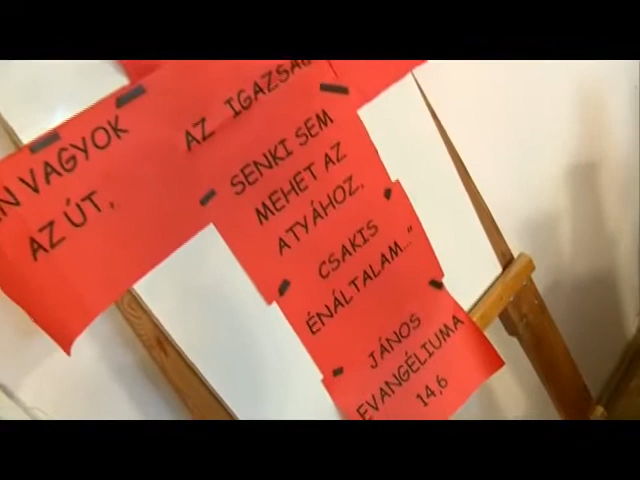 N VAGYOK
AZ ÚT,
AZ IGAZSÁ
SENKI SEM
MEHET AZ
ATYÁHOZ,
CSAKIS
ÉNÁLTALAM..."
JÁNOS
EVANGÉLIUMA
14,6